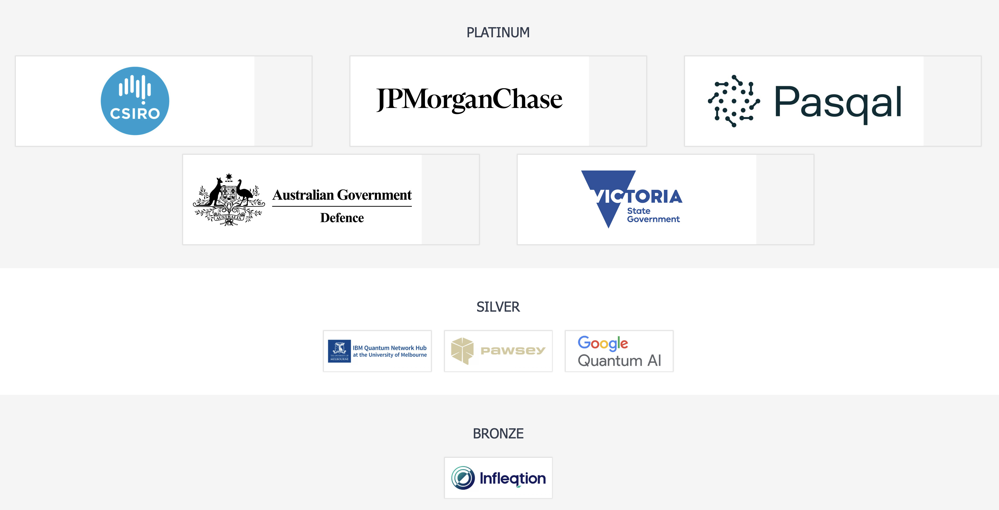 PLATINUM
CSIRO
JPMorganChase
Pasqal
AUSTRALIA
Australian Government
Defence
VICTORIA
State
Government
SILVER
THE UNIVERSITY OF
MELBOURNE
IBM Quantum Network Hub
at the University of Melbourne
PAWSEY
Google
Quantum AI
BRONZE
Infleqtion